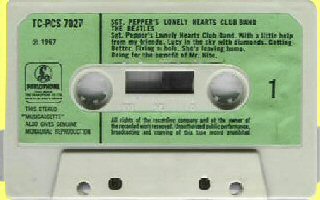 TC-PCS 7027
℗ 1967
SGT. PEPPER'S LONELY HEARTS CLUB BAND
THE BEATLES
Sgt. Pepper's Lonely Hearts Club Band. With a little help
from my friends. Lucy in the sky with diamonds. Getting
Better. Fixing a hole. She's leaving home.
Being for the benefit of Mr. Kite.
1
PARLOPHONE
THIS STEREO
"MUSICASSETTE"
ALSO GIVES GENUINE
MONAURAL REPRODUCTION
All rights of the recording company and of the owner of
the recorded work reserved. Unauthorised public performance,
broadcasting and copying of this tape record prohibited.